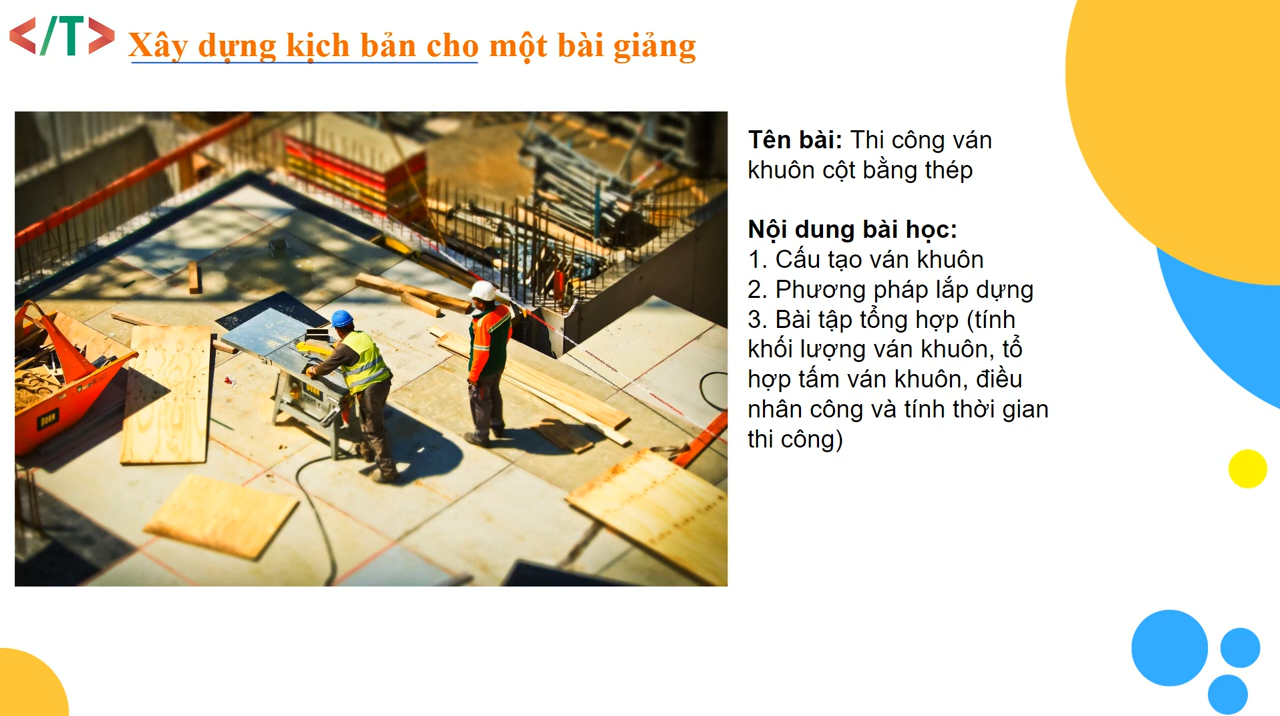 </T>
Xây dựng kịch bản cho một bài giảng
Tên bài: Thi công ván
khuôn cột bằng thép
Nội dung bài học:
1. Cấu tạo ván khuôn
2. Phương pháp lắp dựng
3. Bài tập tổng hợp (tính
khối lượng ván khuôn, tổ
hợp tấm ván khuôn, điều
nhân công và tính thời gian
thi công)